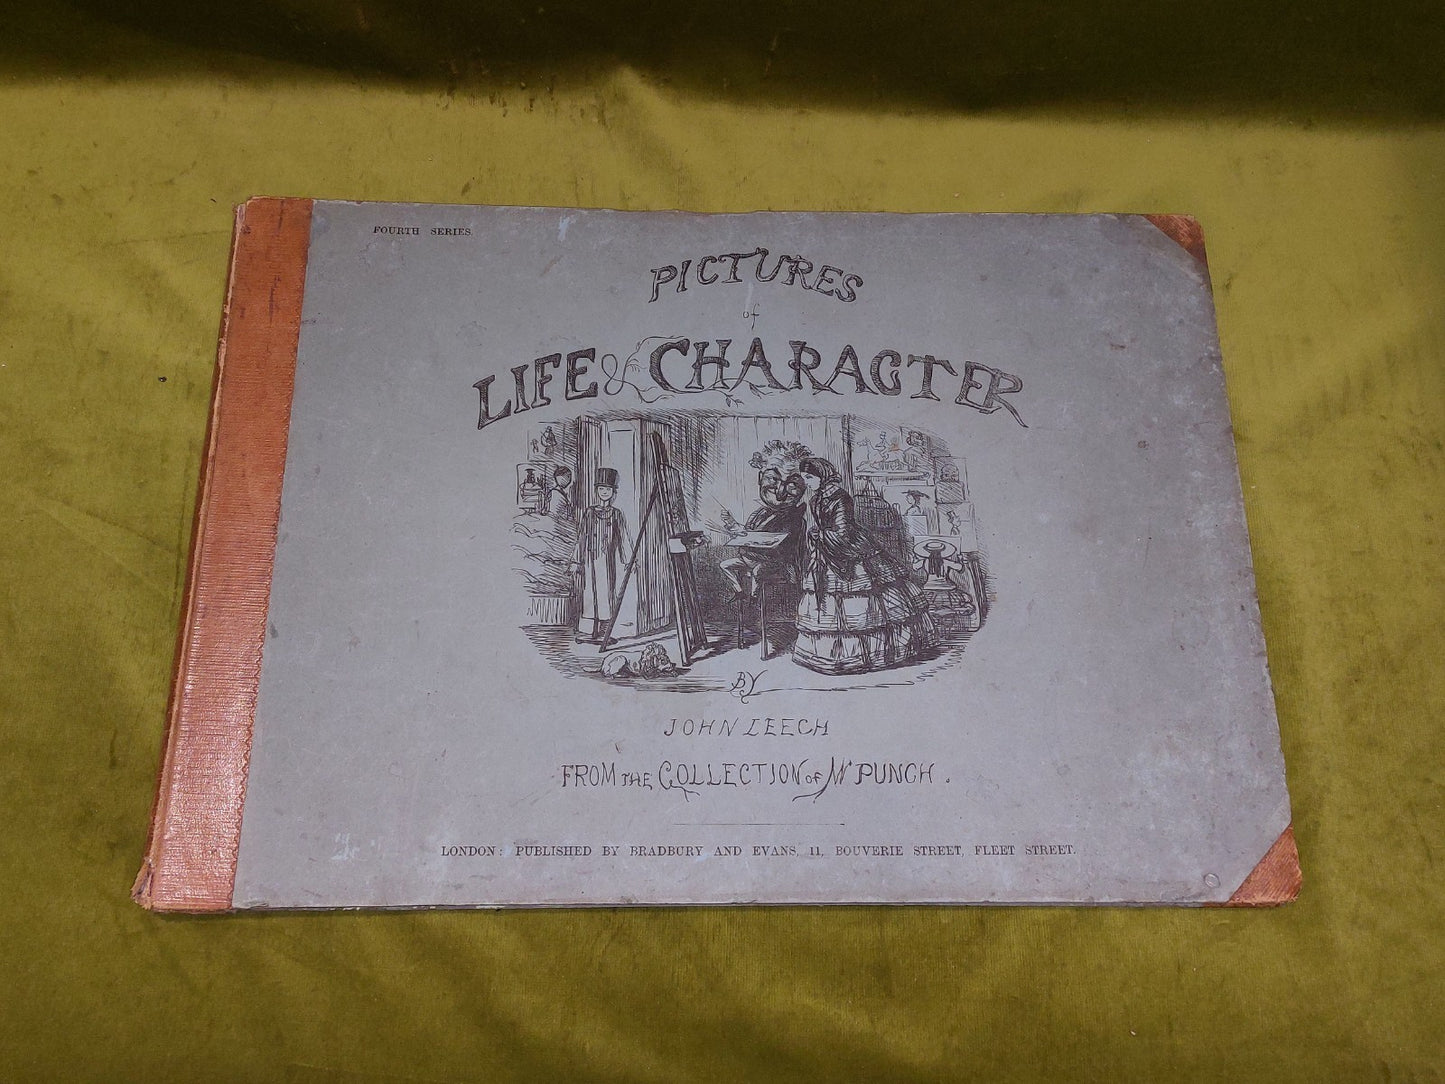 FOURTH SERIES.
PICTURES
of
LIFE & CHARACTER
BY
JOHN LEECH
FROM THE COLLECTION OF Mr PUNCH.
LONDON: PUBLISHED BY BRADBURY AND EVANS, 11, BOUVERIE STREET, FLEET STREET.